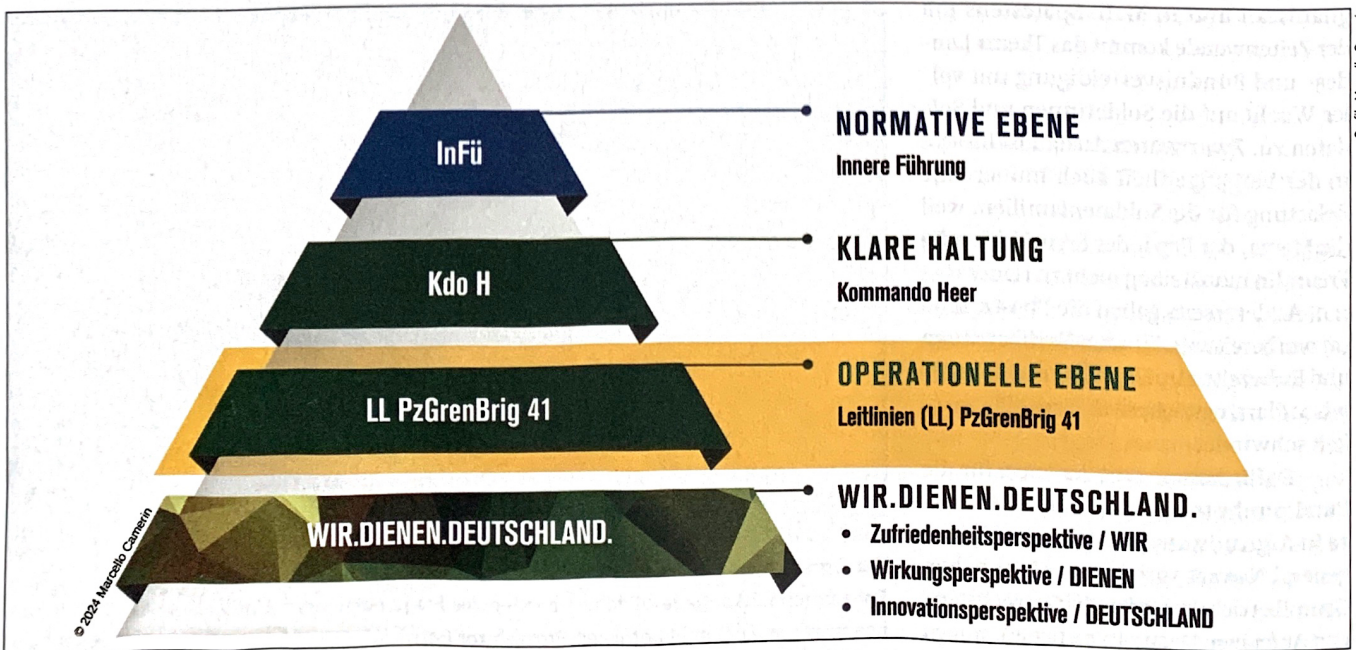 InFü
NORMATIVE EBENE
Innere Führung
Kdo H
KLARE HALTUNG
Kommando Heer
LL PzGrenBrig 41
OPERATIONELLE EBENE
Leitlinien (LL) PzGrenBrig 41
WIR.DIENEN.DEUTSCHLAND.
WIR.DIENEN.DEUTSCHLAND.
• Zufriedenheitsperspektive / WIR
• Wirkungsperspektive / DIENEN
• Innovationsperspektive / DEUTSCHLAND
© 2024 Marcello Camerin